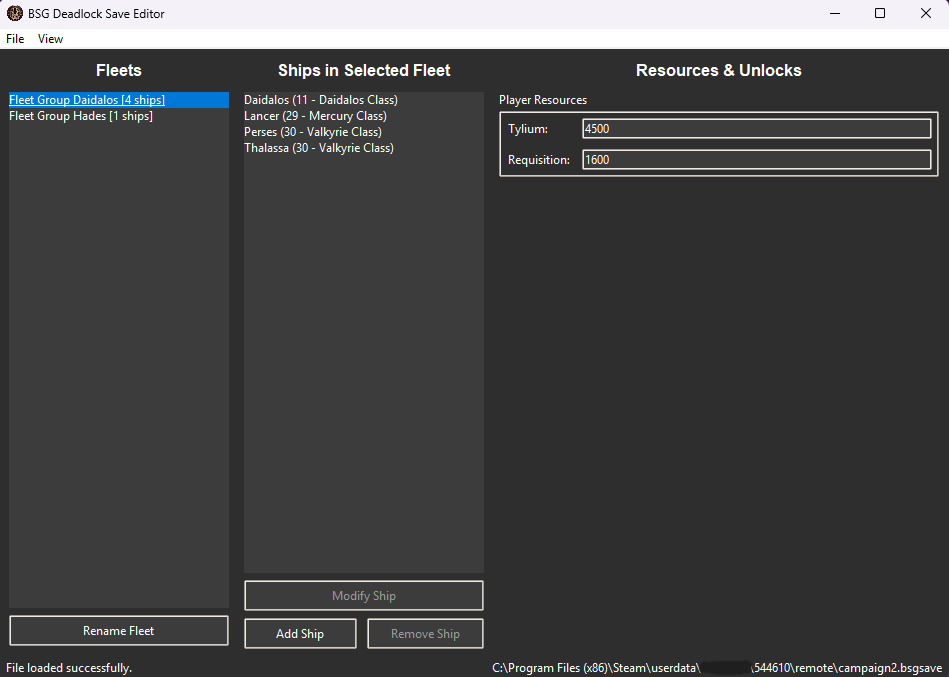 BSG Deadlock Save Editor
File View
Fleets
Fleet Group Daidalos [4 ships]
Fleet Group Hades [1 ships]
Rename Fleet
Ships in Selected Fleet
Daidalos (11 - Daidalos Class)
Lancer (29 - Mercury Class)
Perses (30 - Valkyrie Class)
Thalassa (30 - Valkyrie Class)
Modify Ship
Add Ship Remove Ship
Resources & Unlocks
Player Resources
Tylium: 4500
Requisition: 1600
File loaded successfully. C:\Program Files (x86)\Steam\userdata\ \544610\remote\campaign2.bsgsave